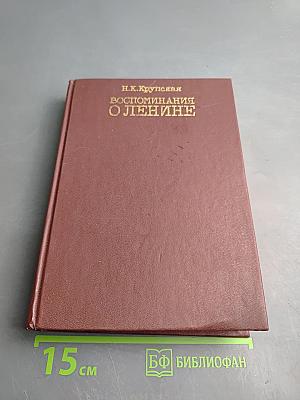 Н.К.Крупская
ВОСПОМИНАНИЯ
О ЛЕНИНЕ
15 см
БФ БИБЛИОФАН